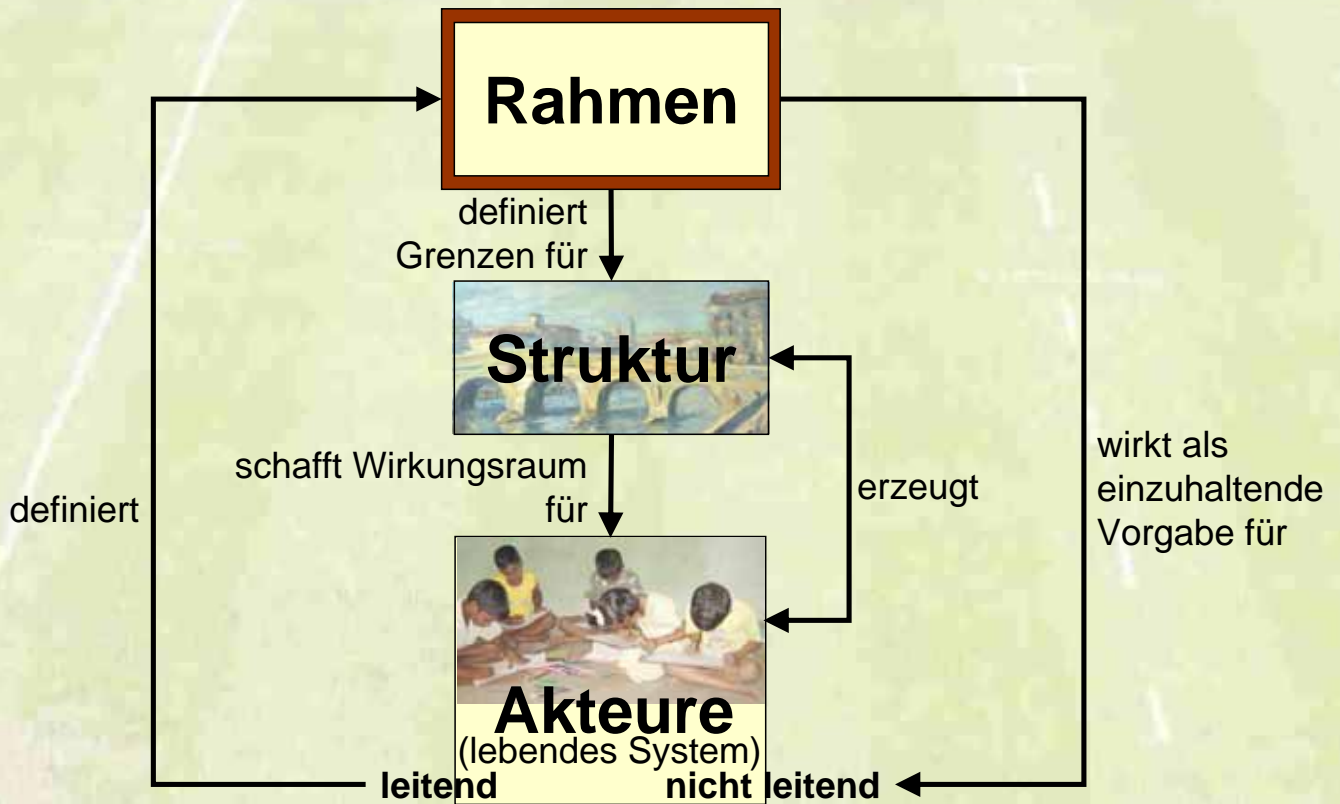 Rahmen
definiert
Grenzen für
Struktur
schafft Wirkungsraum
für
definiert
erzeugt
wirkt als
einzuhaltende
Vorgabe für
Akteure
(lebendes System)
leitend nicht leitend